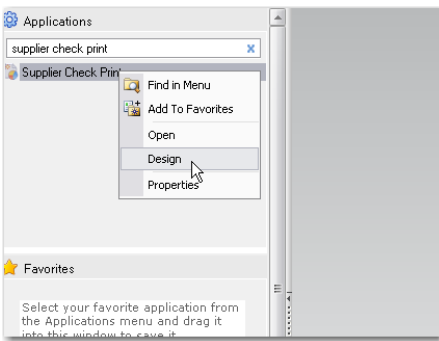 Applications
supplier check print
Supplier Check Print
Find in Menu
Add To Favorites
Open
Design
Properties
Favorites
Select your favorite application from
the Applications menu and drag it
into this window to save it